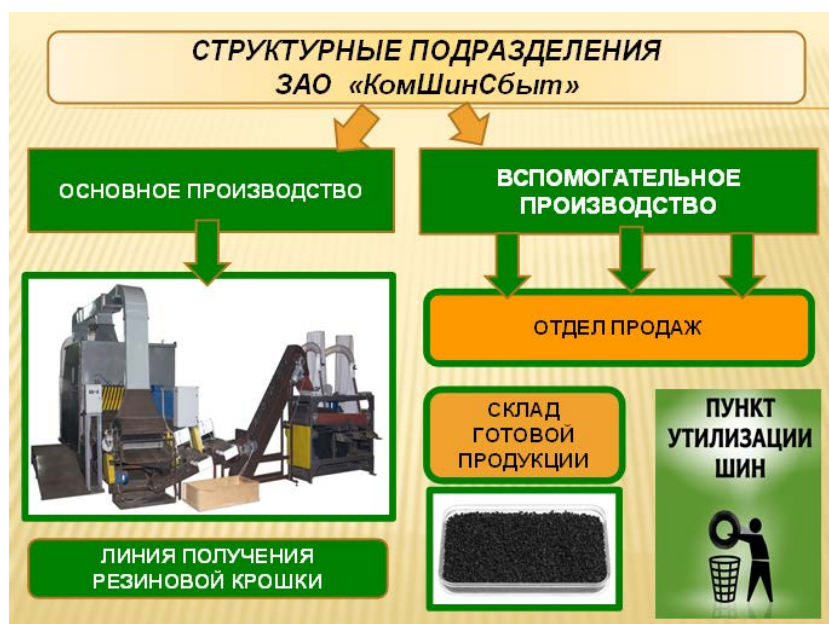 СТРУКТУРНЫЕ ПОДРАЗДЕЛЕНИЯ
ЗАО «КомШинСбыт»
ОСНОВНОЕ ПРОИЗВОДСТВО
ВСПОМОГАТЕЛЬНОЕ
ПРОИЗВОДСТВО
ОТДЕЛ ПРОДАЖ
СКЛАД
ГОТОВОЙ
ПРОДУКЦИИ
ПУНКТ
УТИЛИЗАЦИИ
ШИН
ЛИНИЯ ПОЛУЧЕНИЯ
РЕЗИНОВОЙ КРОШКИ